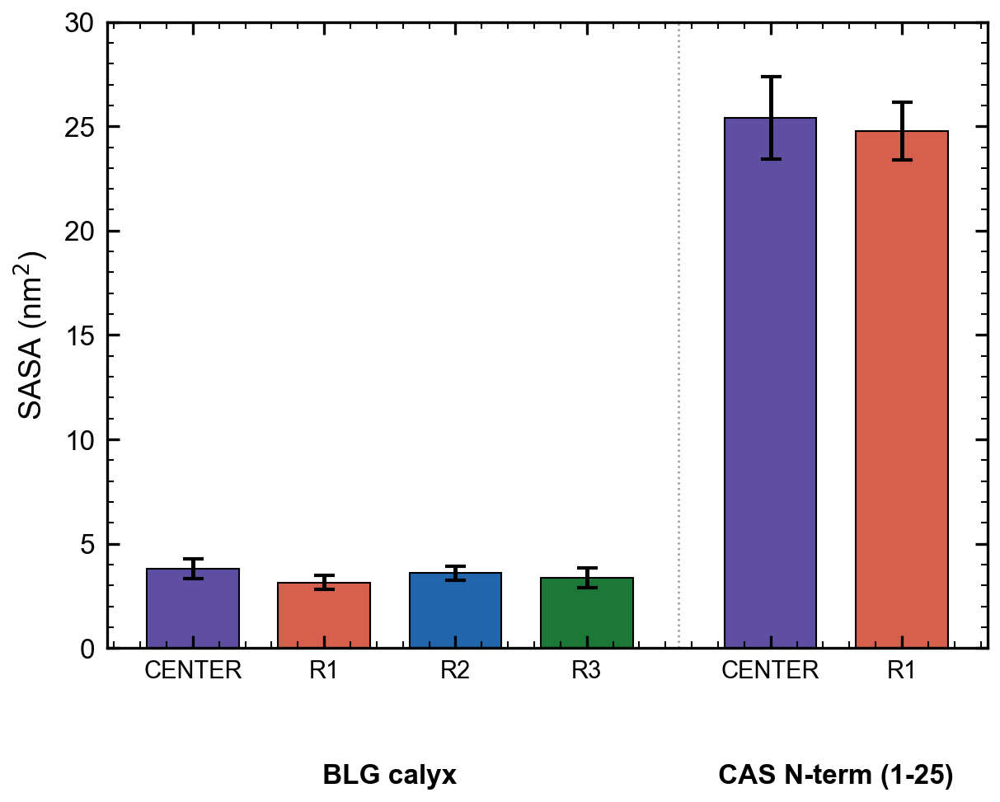 30
25
20
15
10
5
0
SASA (nm²)
CENTER R1 R2 R3 CENTER R1
BLG calyx CAS N-term (1-25)